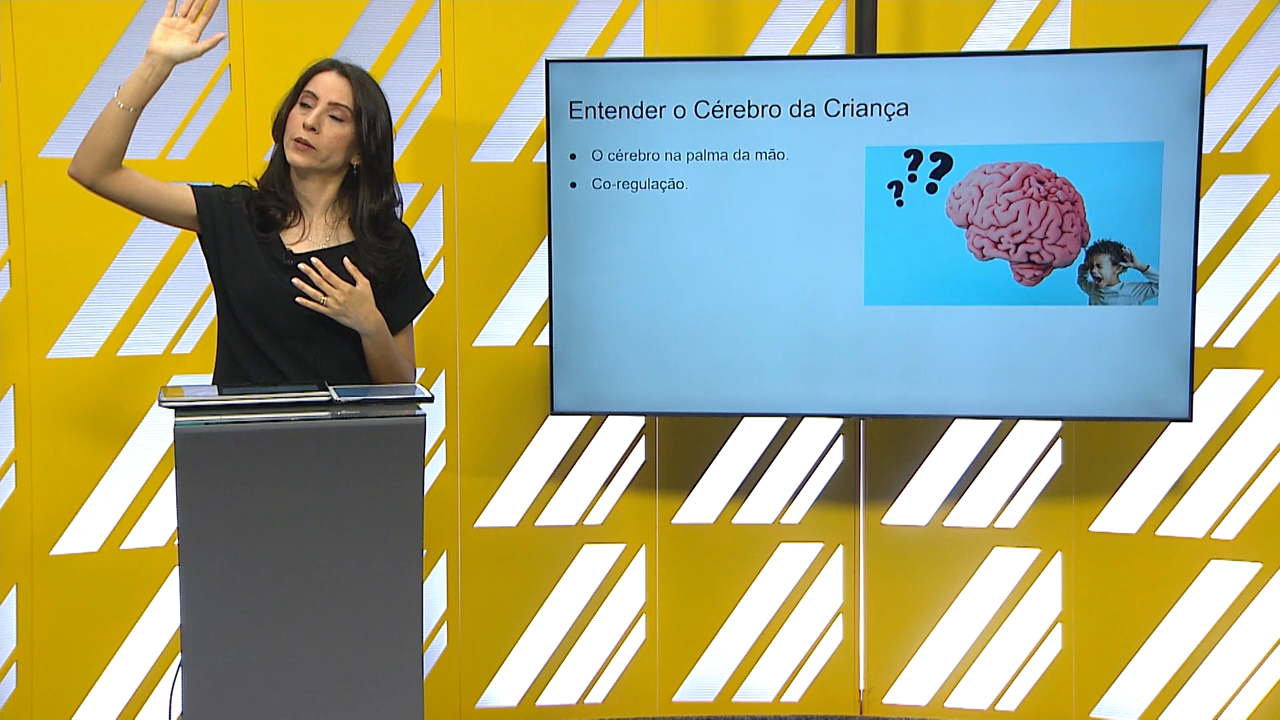 Entender o Cérebro da Criança
● O cérebro na palma da mão.
● Co-regulação.
???